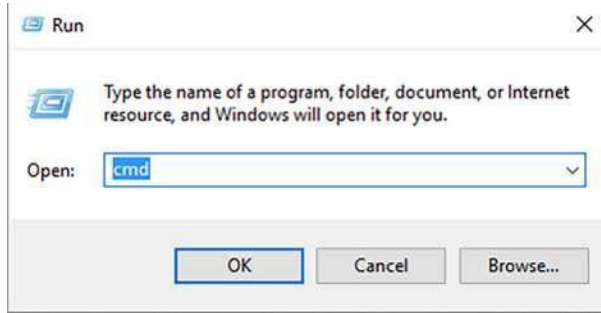 Run
Type the name of a program, folder, document, or Internet
resource, and Windows will open it for you.
Open: cmd
OK Cancel Browse...